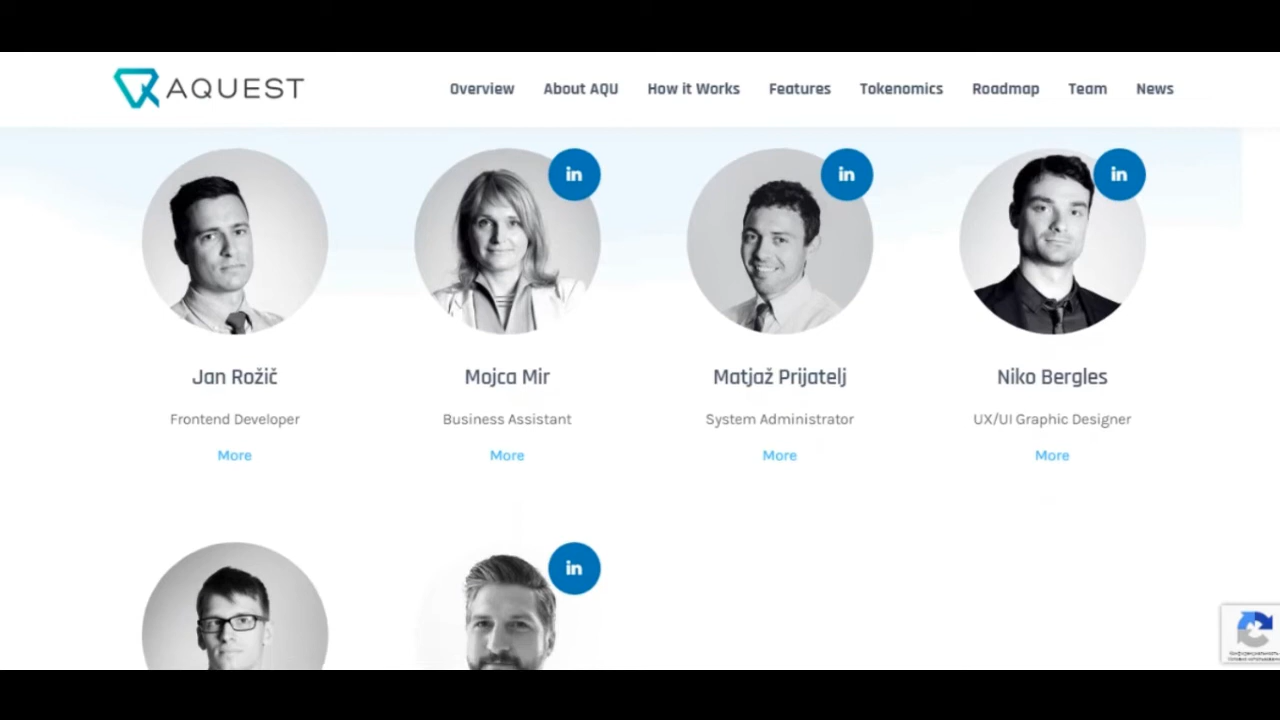 AQUEST
Overview About AQU How it Works Features Tokenomics Roadmap Team News
in in in
Jan Rožič Mojca Mir Matjaž Prijatelj Niko Bergles
Frontend Developer Business Assistant System Administrator UX/UI Graphic Designer
More More More More
in